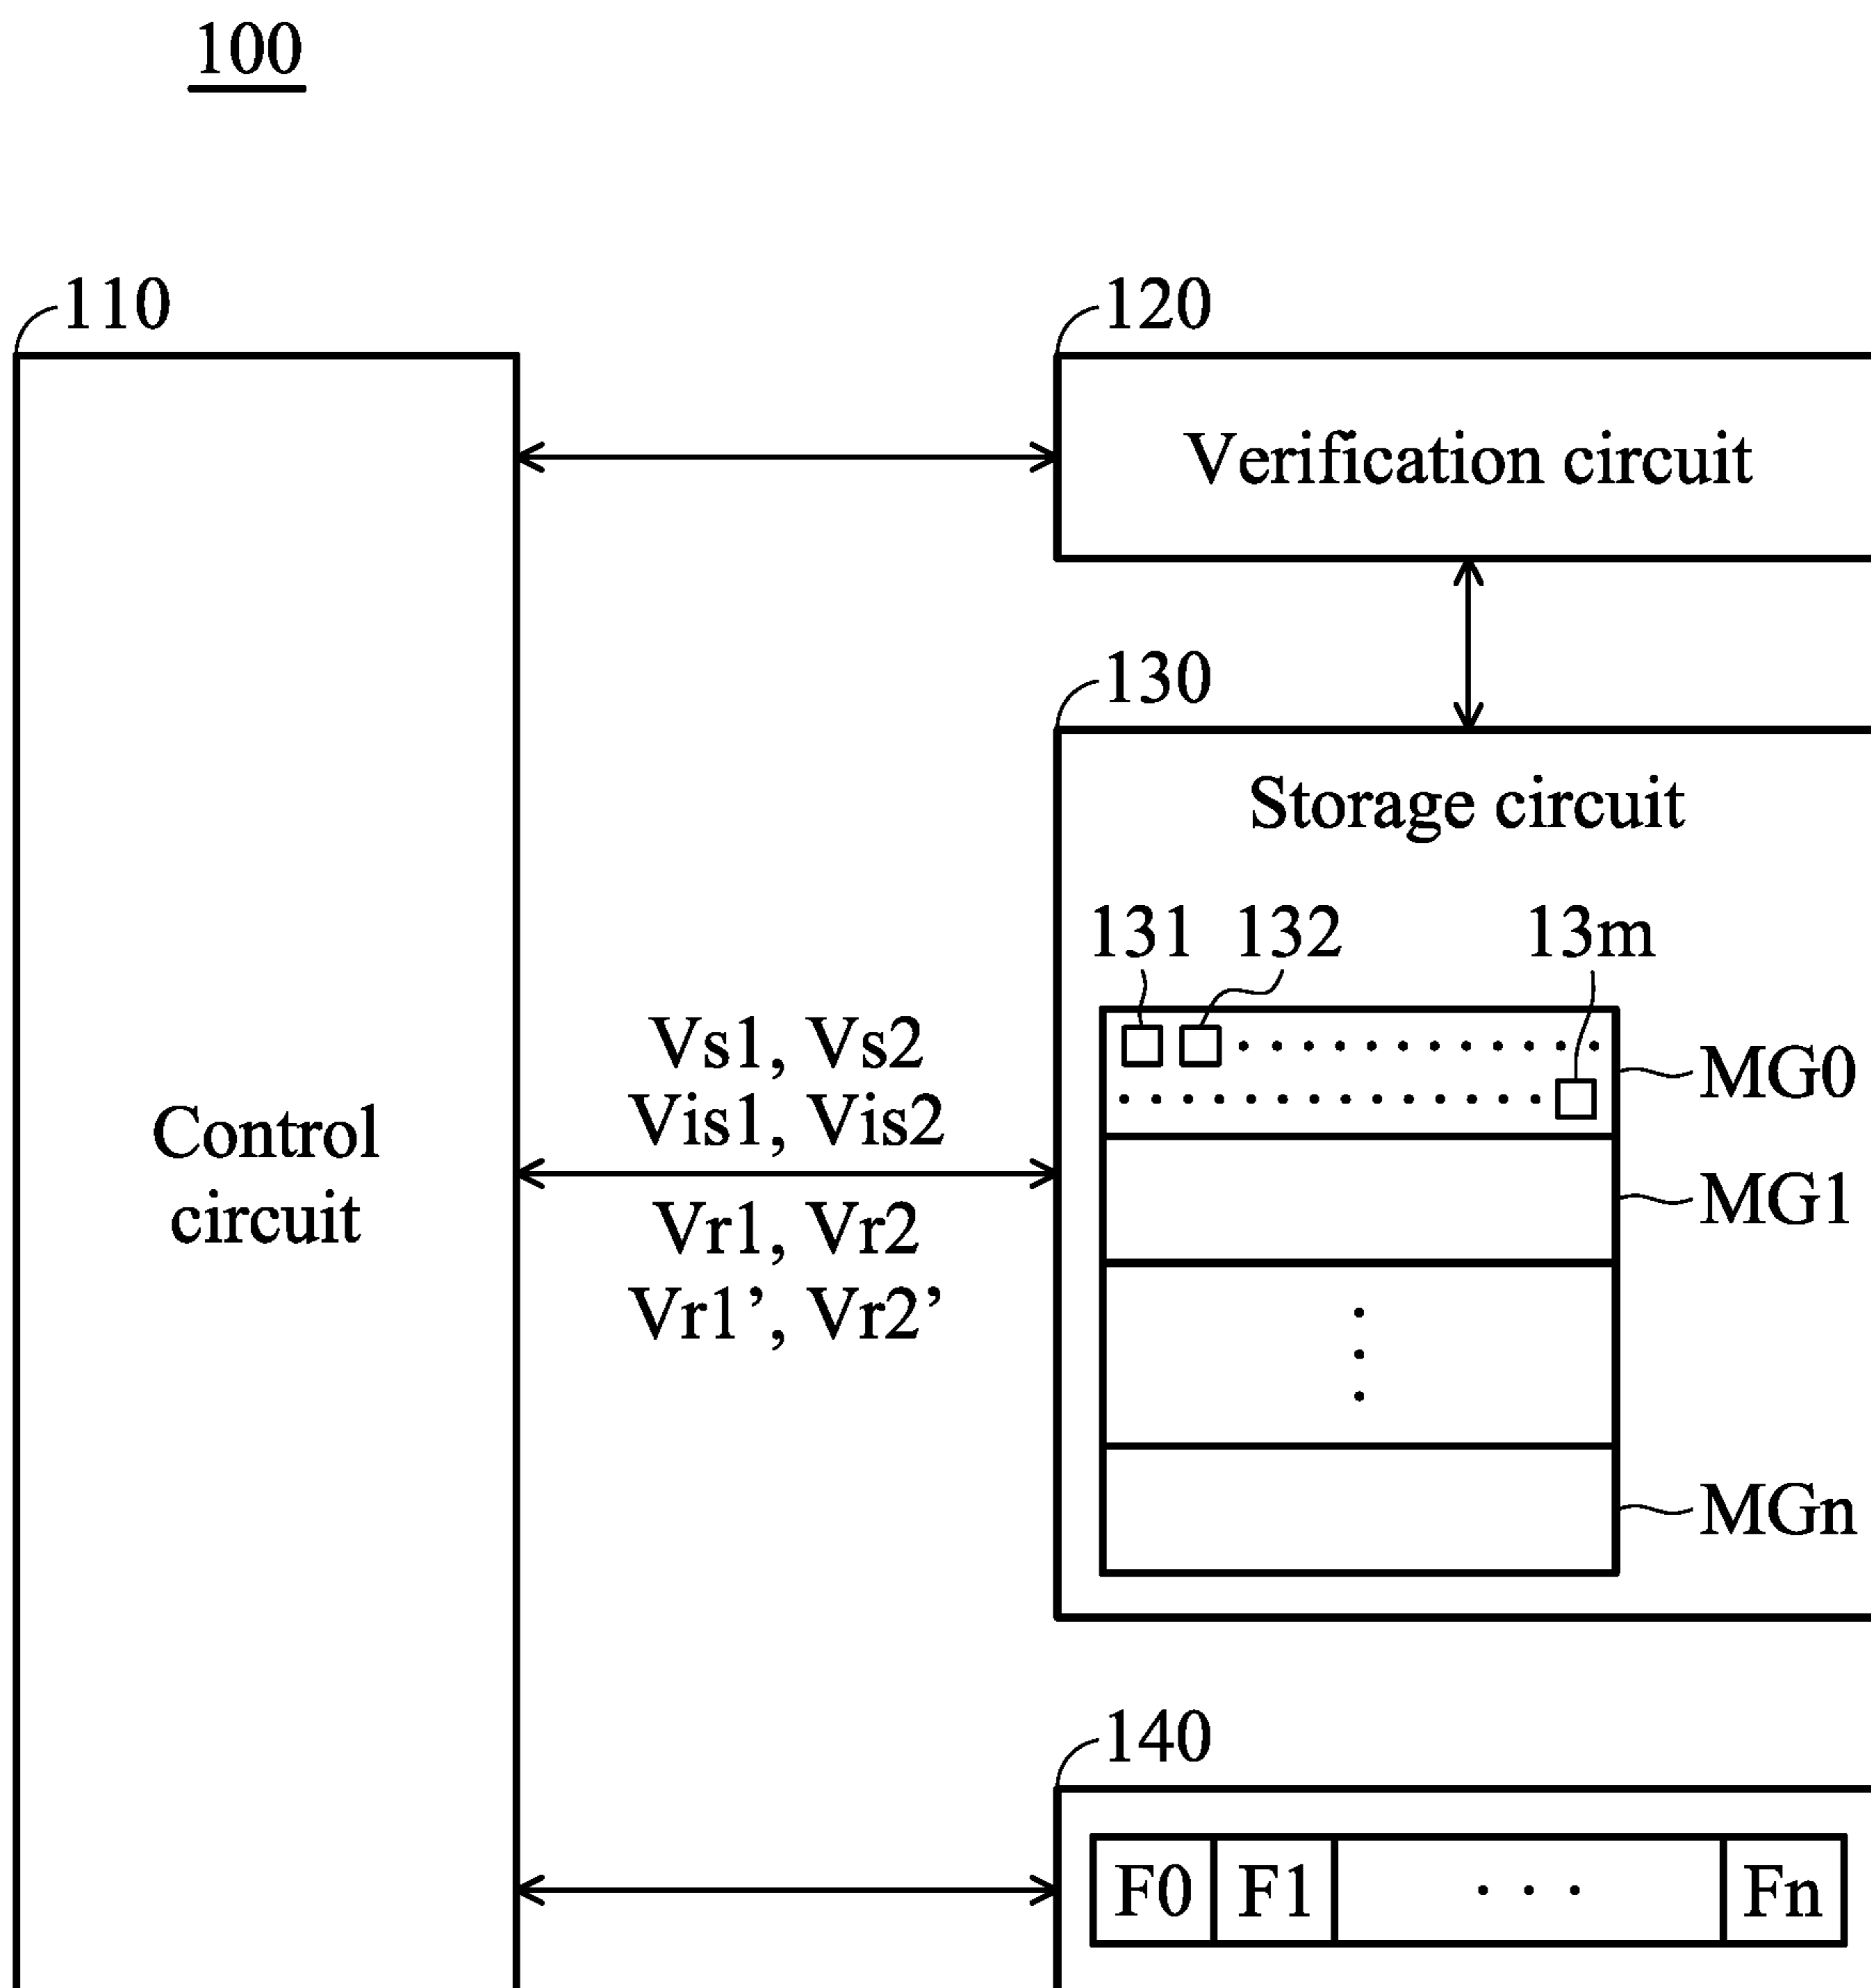 100
110
120
Verification circuit
130
Storage circuit
131 132 13m
MG0
MG1
MGn
Control
circuit
Vs1, Vs2
Vis1, Vis2
Vr1, Vr2
Vr1’, Vr2’
140
F0 F1 Fn